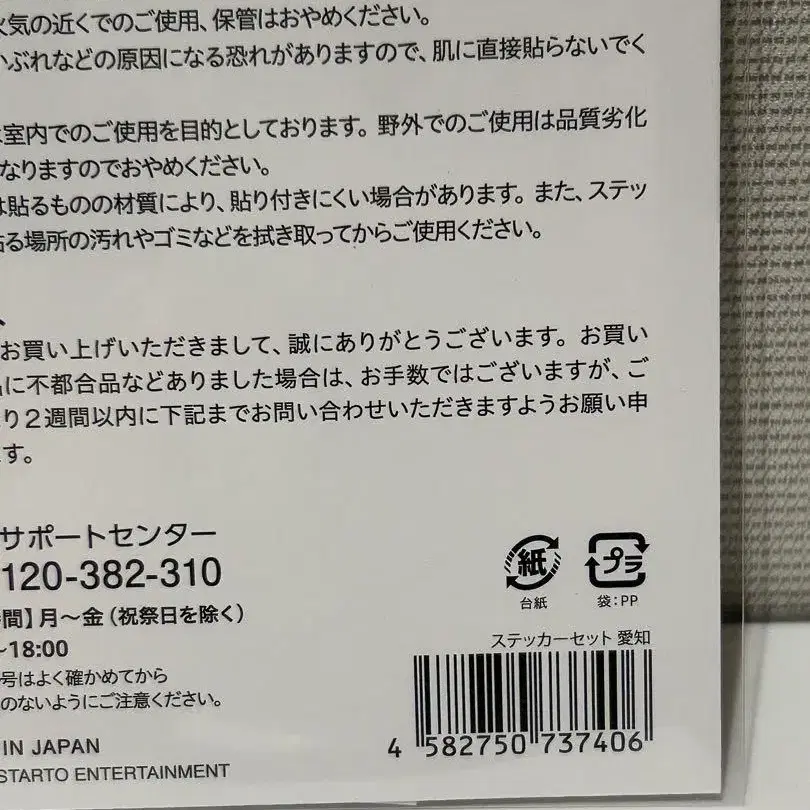 火気の近くでのご使用、保管はおやめください。
かぶれなどの原因になる恐れがありますので、肌に直接貼らないでく
室内でのご使用を目的としております。野外でのご使用は品質劣化
なりますのでおやめください。
は貼るものの材質により、貼り付きにくい場合があります。また、ステッ
貼る場所の汚れやゴミなどを拭き取ってからご使用ください。
お買い上げいただきまして、誠にありがとうございます。お買い
品に不都合品などありました場合は、お手数ではございますが、ご
り2週間以内に下記までお問い合わせいただきますようお願い申
ます。
サポートセンター
120-382-310
間】月～金(祝祭日を除く)
～18:00
号はよく確かめてから
のないようにご注意ください。
IN JAPAN
STARTO ENTERTAINMENT
紙
台紙
プラ
袋:PP
ステッカーセット 愛知
4 582750 737406